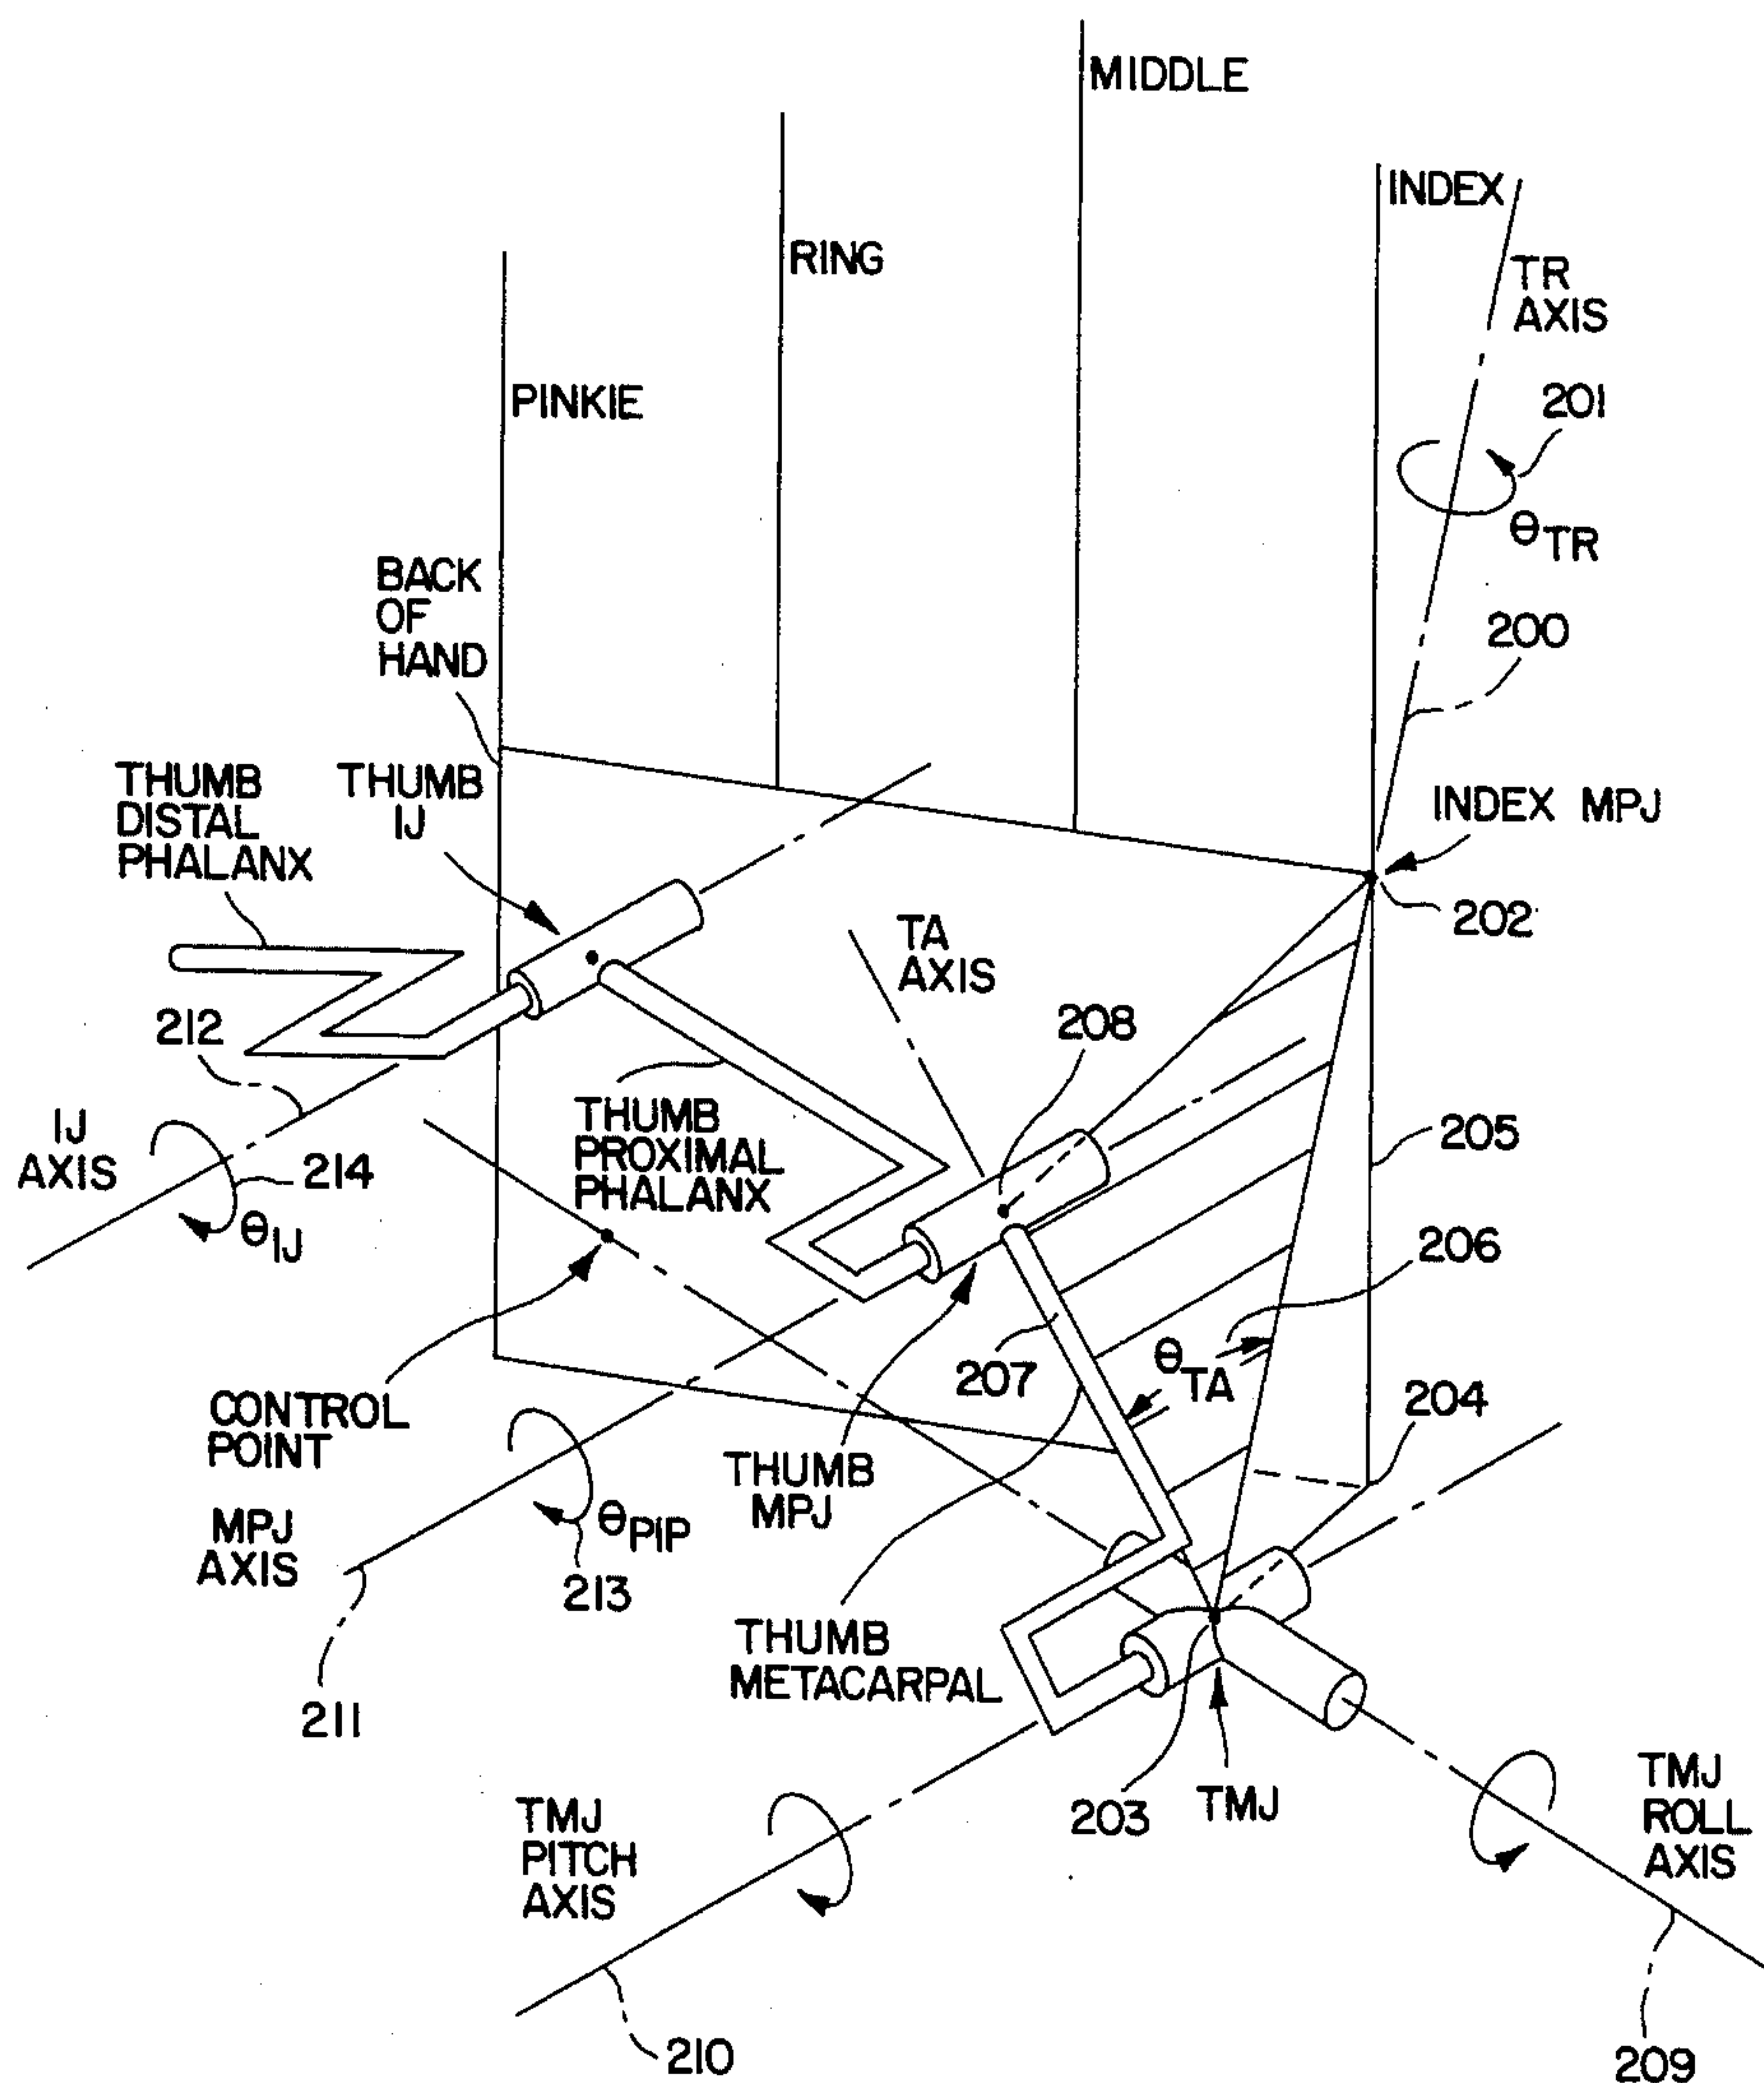 MIDDLE
INDEX
RING
TR
AXIS
PINKIE
201
θTR
BACK
OF
HAND
200
THUMB
DISTAL
PHALANX
THUMB
IJ
INDEX MPJ
202
TA
AXIS
212
208
IJ
AXIS
214
θIJ
THUMB
PROXIMAL
PHALANX
205
206
CONTROL
POINT
207
θTA
204
THUMB
MPJ
MPJ
AXIS
θPIP
213
THUMB
METACARPAL
211
203
TMJ
TMJ
PITCH
AXIS
TMJ
ROLL
AXIS
210
209